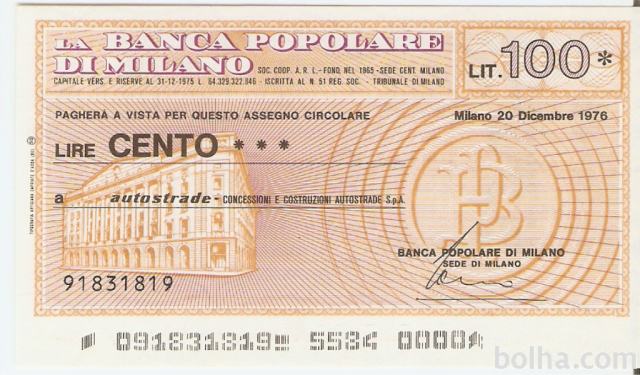 LA BANCA POPOLARE
DI MILANO
SOC. COOP. A. R. L. - FOND. NEL 1865 - SEDE CENT. MILANO
CAPITALE VERS. E RISERVE AL 31-12-1975 L. 64.329.322.846 - ISCRITTA AL N. 51 REG. SOC. - TRIBUNALE DI MILANO
LIT. 100*
PAGHERÀ A VISTA PER QUESTO ASSEGNO CIRCOLARE
Milano 20 Dicembre 1976
LIRE CENTO ***
a autostrade - CONCESSIONI E COSTRUZIONI AUTOSTRADE S.p.A.
BANCA POPOLARE DI MILANO
SEDE DI MILANO
91831819
091831819 5584 0000
bolha.com